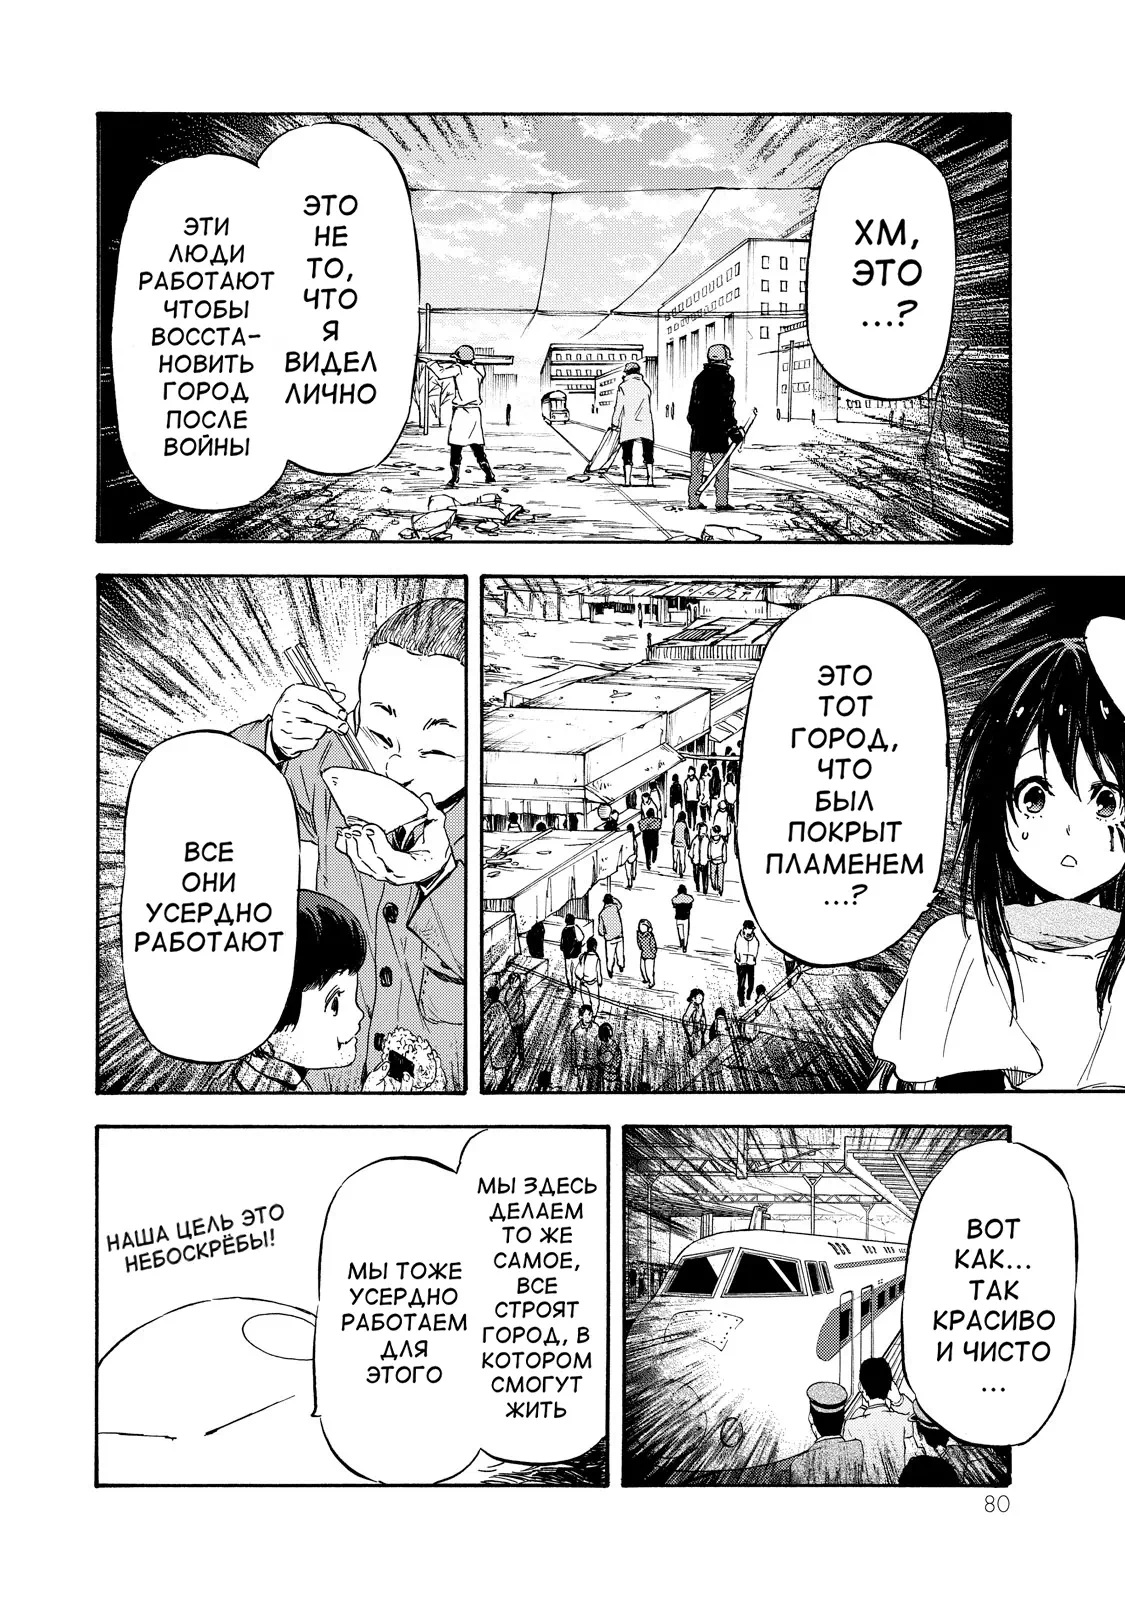 ХМ,
ЭТО
...?
ЭТО
НЕ
ТО,
ЧТО
Я
ВИДЕЛ
ЛИЧНО
ЭТИ
ЛЮДИ
РАБОТАЮТ
ЧТОБЫ
ВОССТА-
НОВИТЬ
ГОРОД
ПОСЛЕ
ВОЙНЫ
ЭТО
ТОТ
ГОРОД,
ЧТО
БЫЛ
ПОКРЫТ
ПЛАМЕНЕМ
...?
ВСЕ
ОНИ
УСЕРДНО
РАБОТАЮТ
ВОТ
КАК...
ТАК
КРАСИВО
И ЧИСТО
...
МЫ ЗДЕСЬ
ДЕЛАЕМ
ТО ЖЕ
САМОЕ,
ВСЕ
СТРОЯТ
ГОРОД, В
КОТОРОМ
СМОГУТ
ЖИТЬ
МЫ ТОЖЕ
УСЕРДНО
РАБОТАЕМ
ДЛЯ
ЭТОГО
НАША ЦЕЛЬ ЭТО
НЕБОСКРЁБЫ!
80